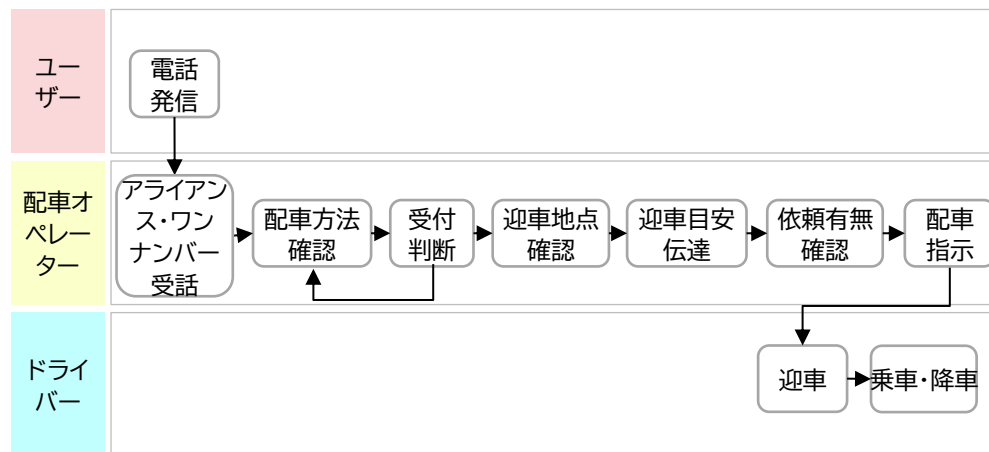 ユー
ザー
電話
発信
配車オ
ペレー
ター
アライアン
ス・ワン
ナンバー
受話
配車方法
確認
受付
判断
迎車地点
確認
迎車目安
伝達
依頼有無
確認
配車
指示
ドライ
バー
迎車
乗車・降車